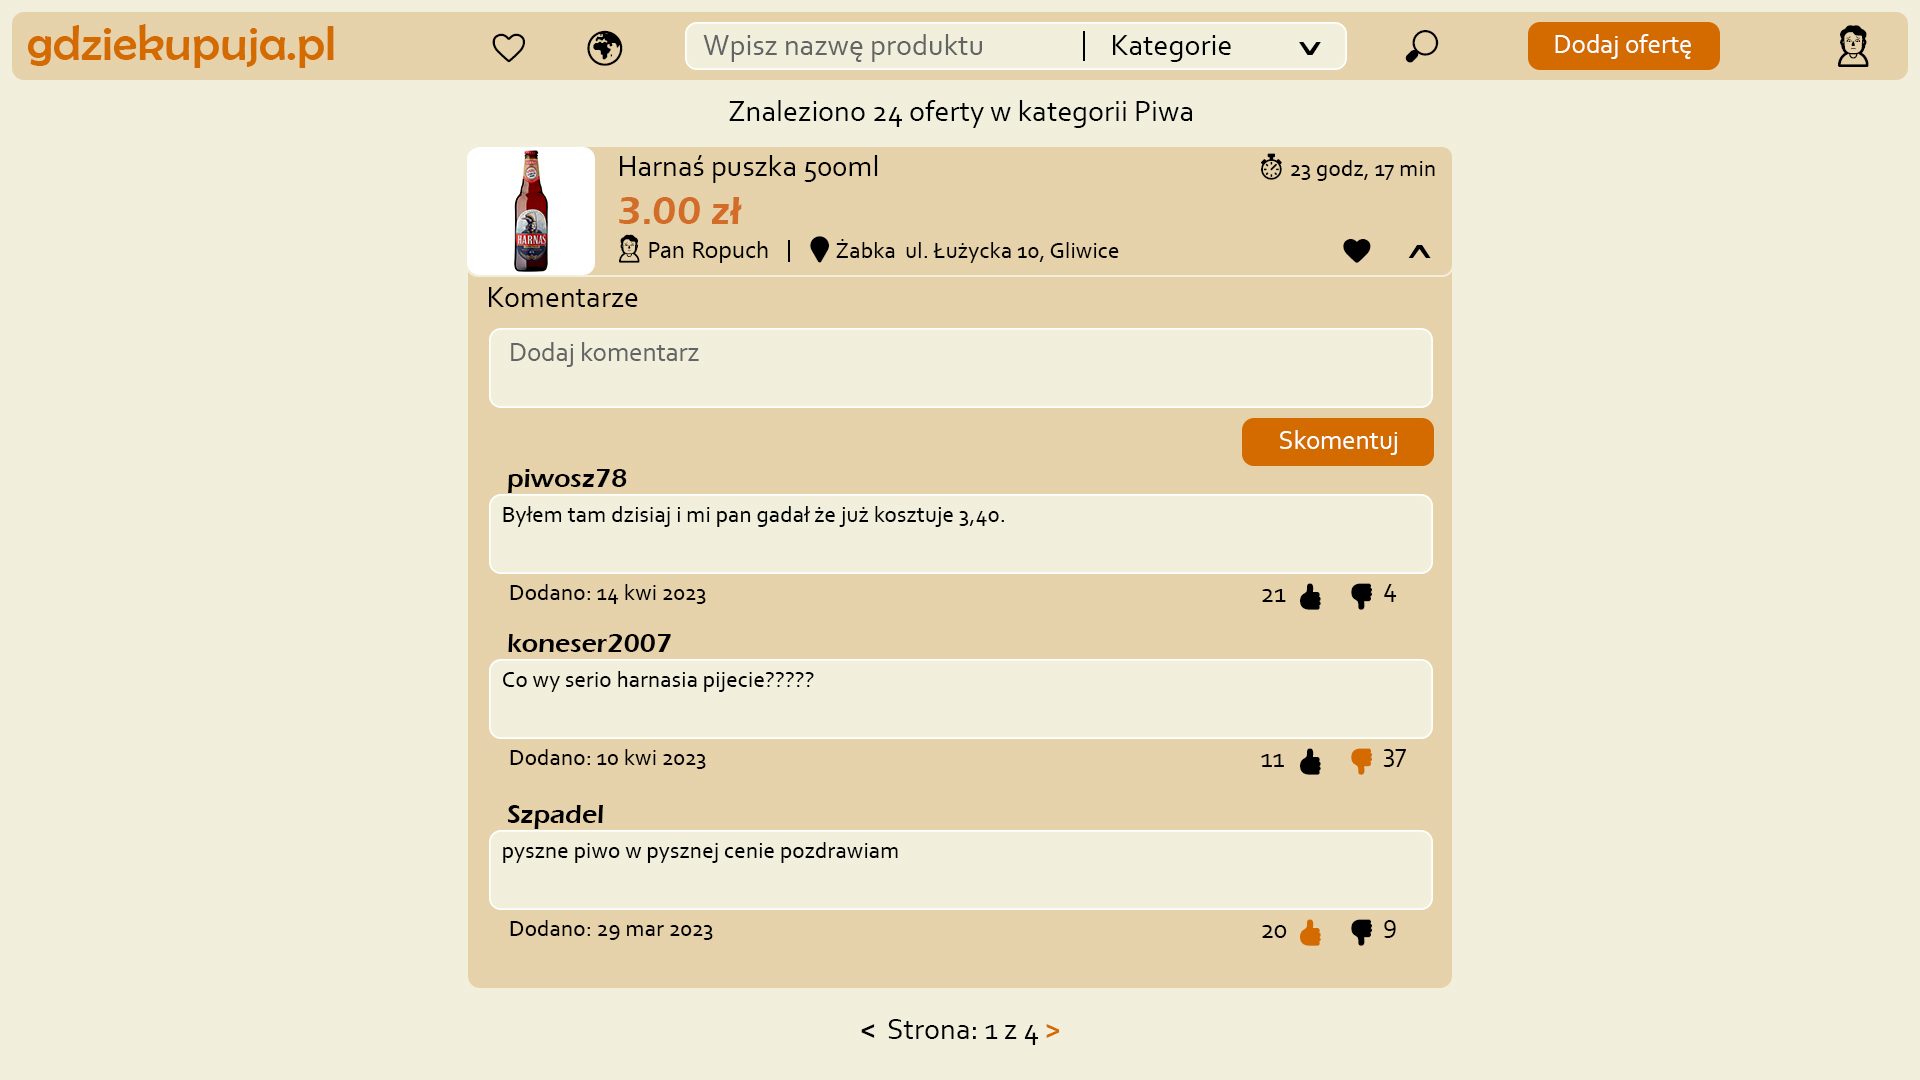 gdziekupuja.pl
Wpisz nazwę produktu
Kategorie
Dodaj ofertę
Znaleziono 24 oferty w kategorii Piwa
HARNAŚ
Harnaś puszka 500ml
23 godz, 17 min
3.00 zł
Pan Ropuch | Żabka ul. Łużycka 10, Gliwice
Komentarze
Dodaj komentarz
Skomentuj
piwosz78
Byłem tam dzisiaj i mi pan gadał że już kosztuje 3,40.
Dodano: 14 kwi 2023
21 4
koneser2007
Co wy serio harnasia pijecie?????
Dodano: 10 kwi 2023
11 37
Szpadel
pyszne piwo w pysznej cenie pozdrawiam
Dodano: 29 mar 2023
20 9
< Strona: 1 z 4 >